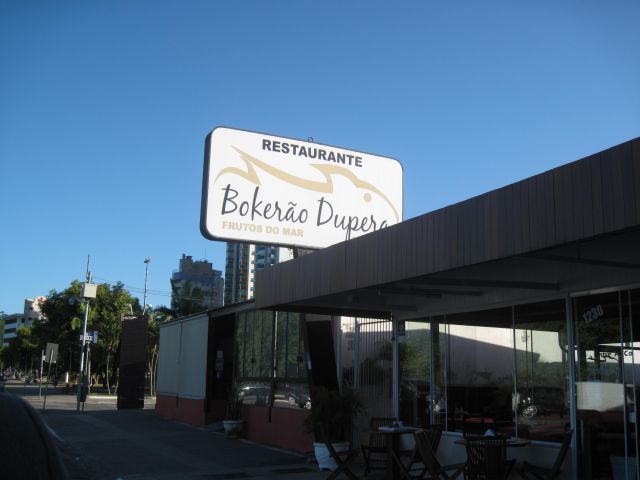 RESTAURANTE
Bokerão Dupera
FRUTOS DO MAR
1230